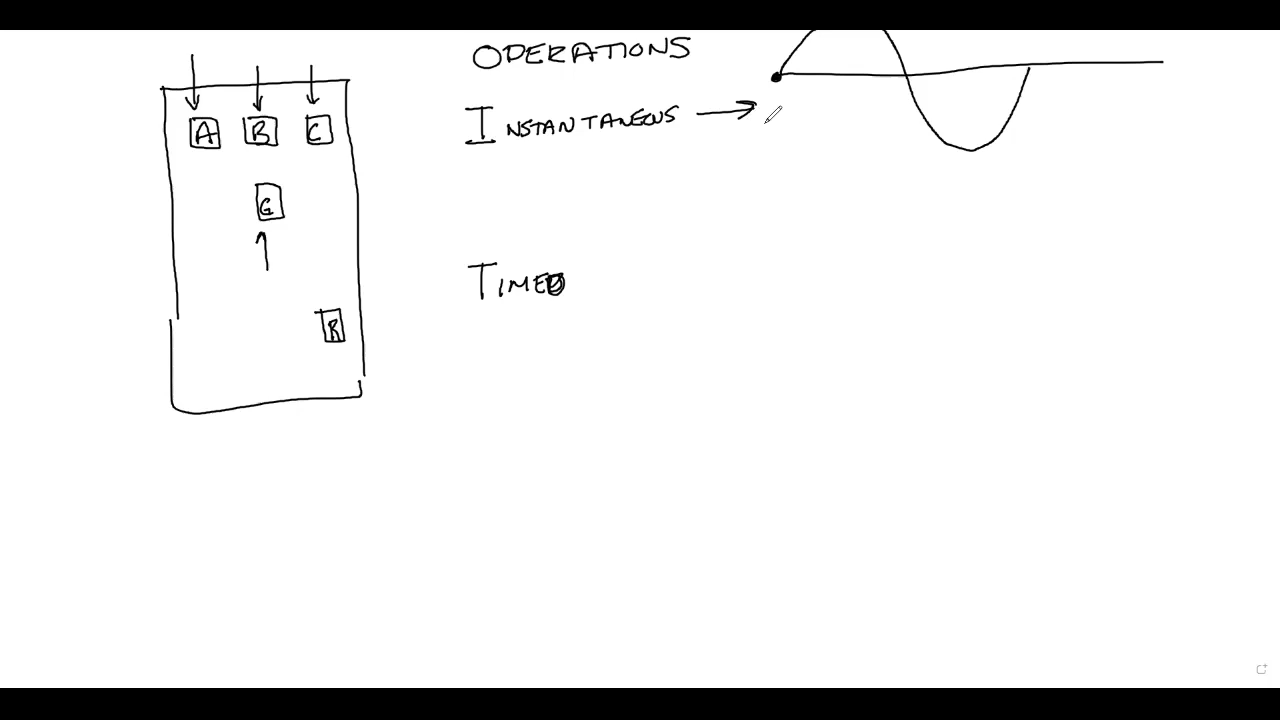 OPERATIONS
INSTANTANEOUS
A B C
G
TIMED
R